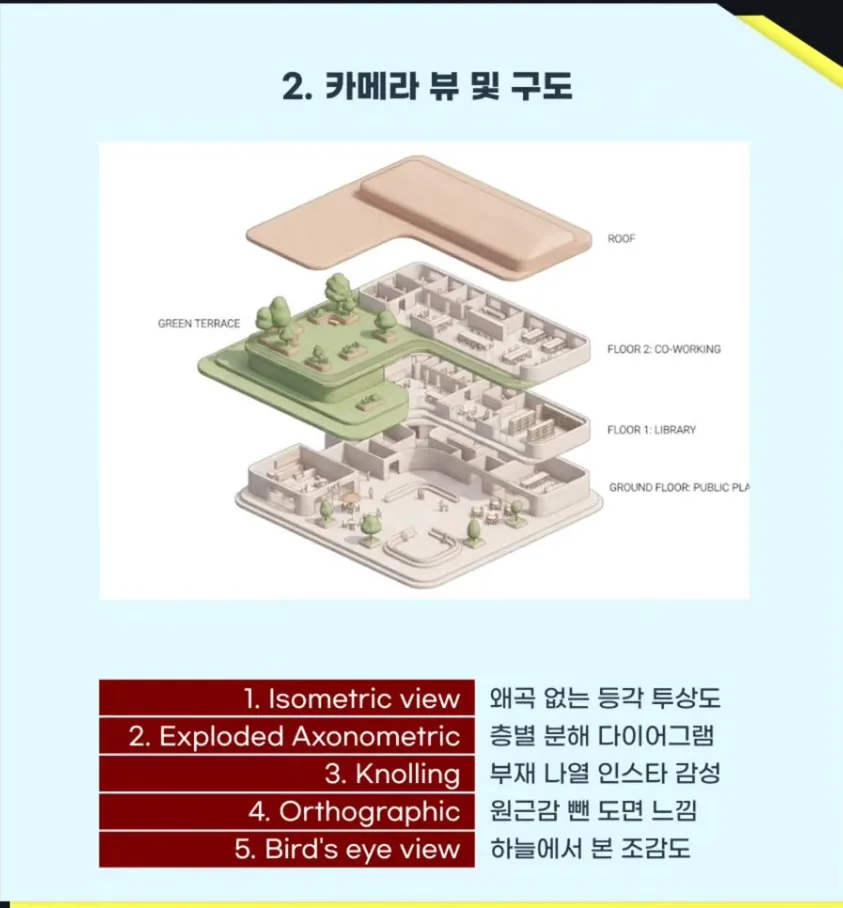 2. 카메라 뷰 및 구도
ROOF
GREEN TERRACE
FLOOR 2: CO-WORKING
FLOOR 1: LIBRARY
GROUND FLOOR: PUBLIC PLA
1. Isometric view 왜곡 없는 등각 투상도
2. Exploded Axonometric 층별 분해 다이어그램
3. Knolling 부재 나열 인스타 감성
4. Orthographic 원근감 뺀 도면 느낌
5. Bird's eye view 하늘에서 본 조감도